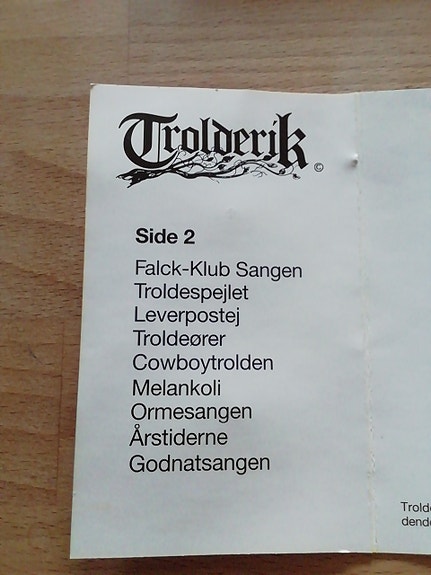 Trolderik ©
Side 2
Falck-Klub Sangen
Troldespejlet
Leverpostej
Troldeører
Cowboytrolden
Melankoli
Ormesangen
Årstiderne
Godnatsangen